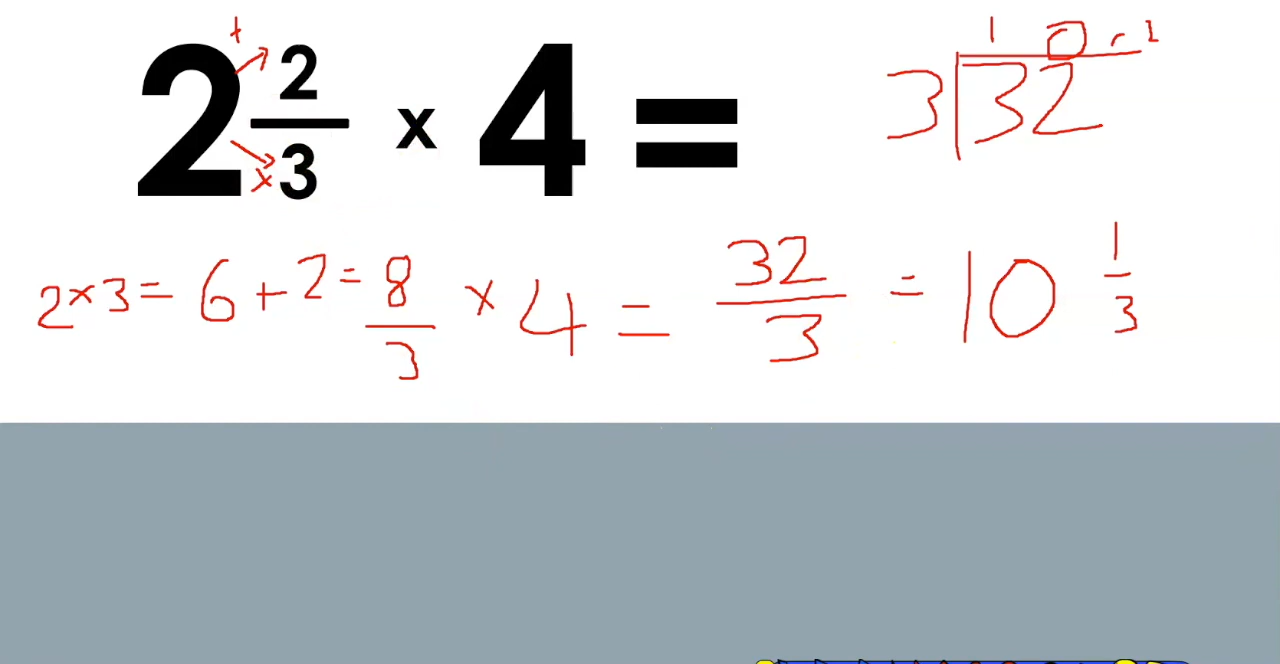 2 2/3 x 4 =
3 ⟌ 32 = 10 r 2
+
x
2 x 3 = 6 + 2 = 8/3 x 4 = 32/3 = 10 1/3